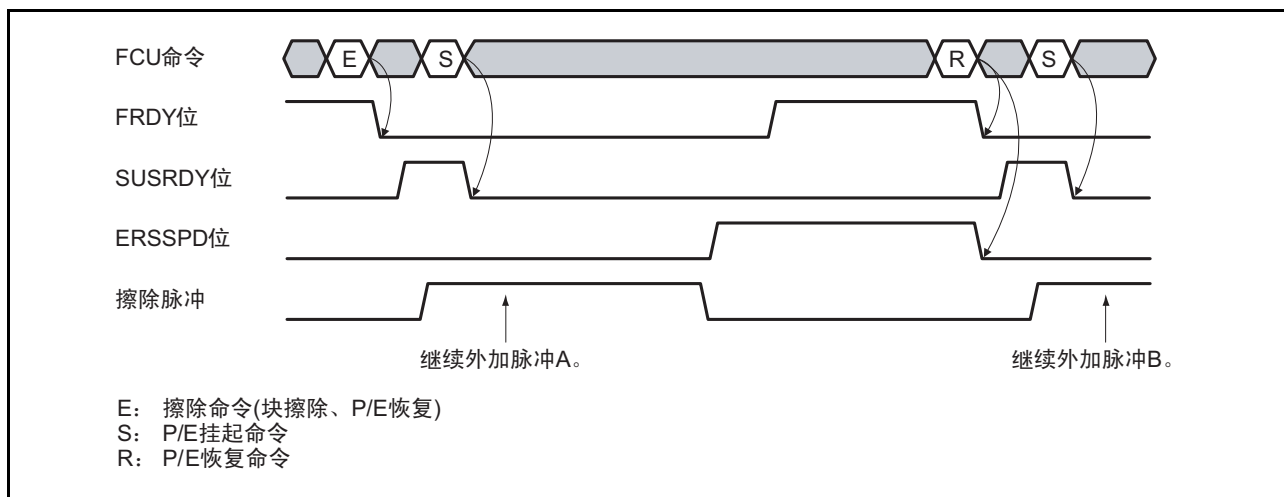 FCU命令
E S R S
FRDY位
SUSRDY位
ERSSPD位
擦除脉冲
继续外加脉冲A。 继续外加脉冲B。
E： 擦除命令(块擦除、P/E恢复)
S： P/E挂起命令
R： P/E恢复命令